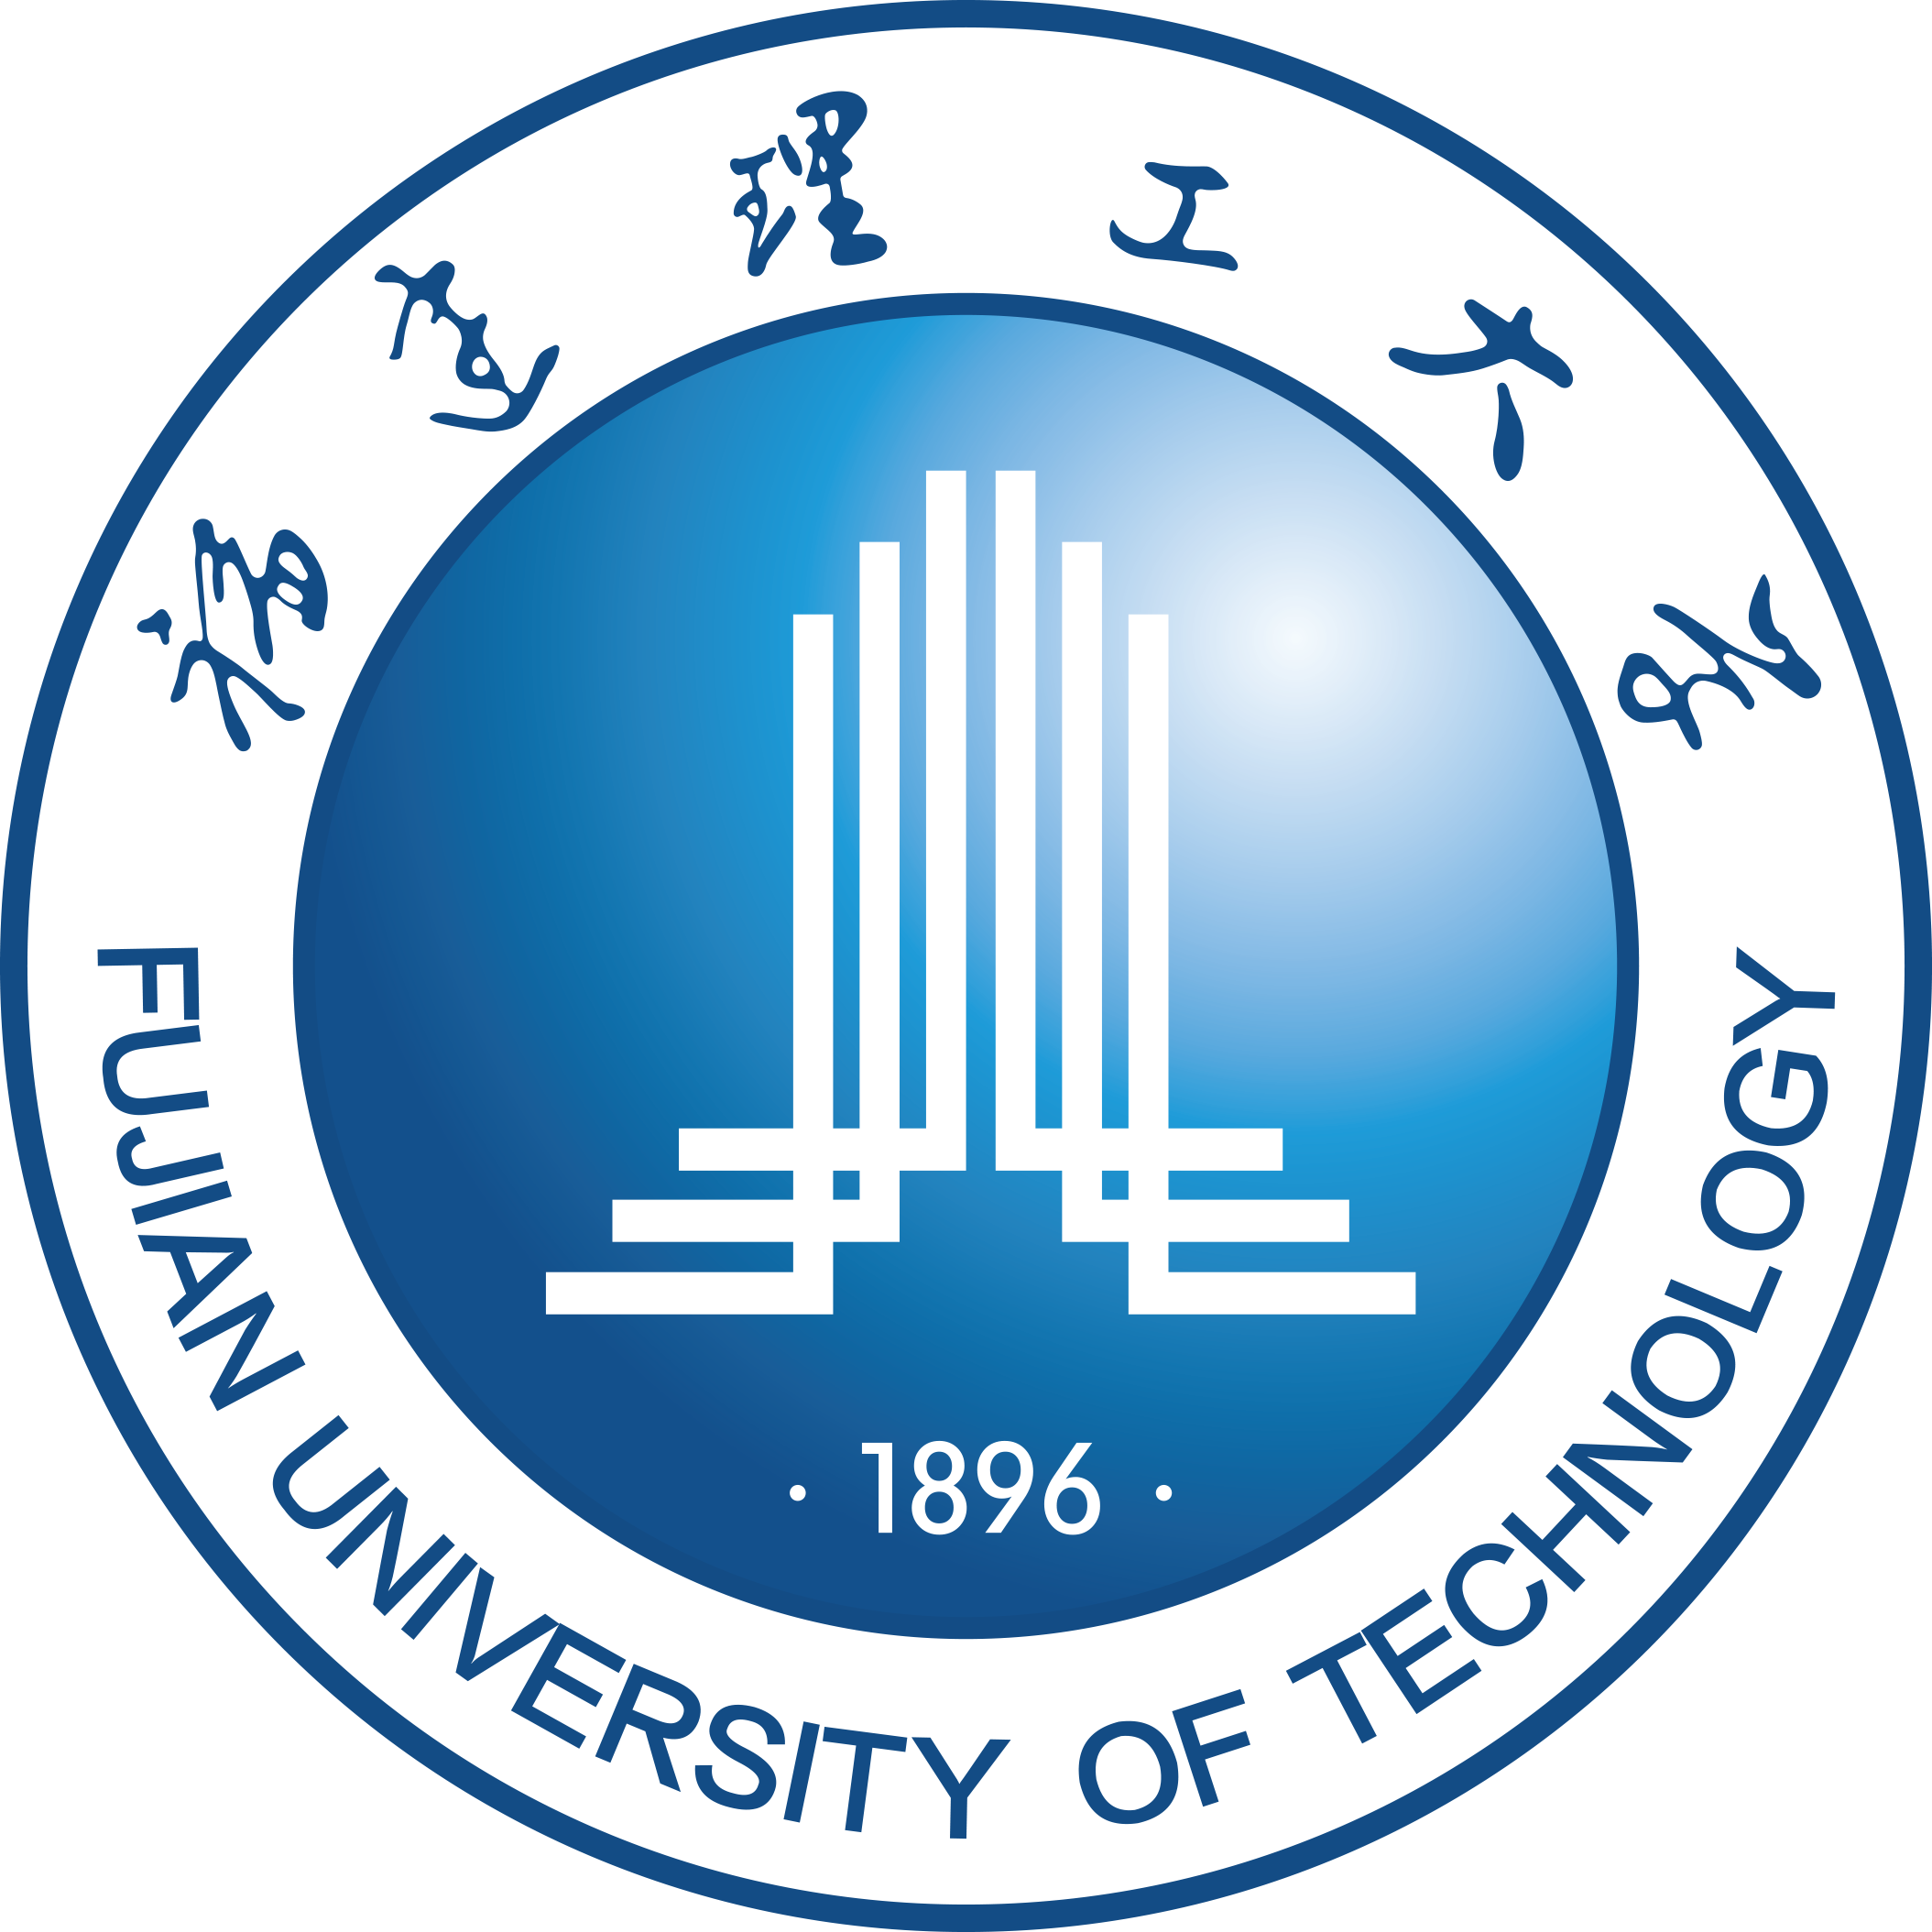 福建理工大学
· 1896 ·
FUJIAN UNIVERSITY OF TECHNOLOGY